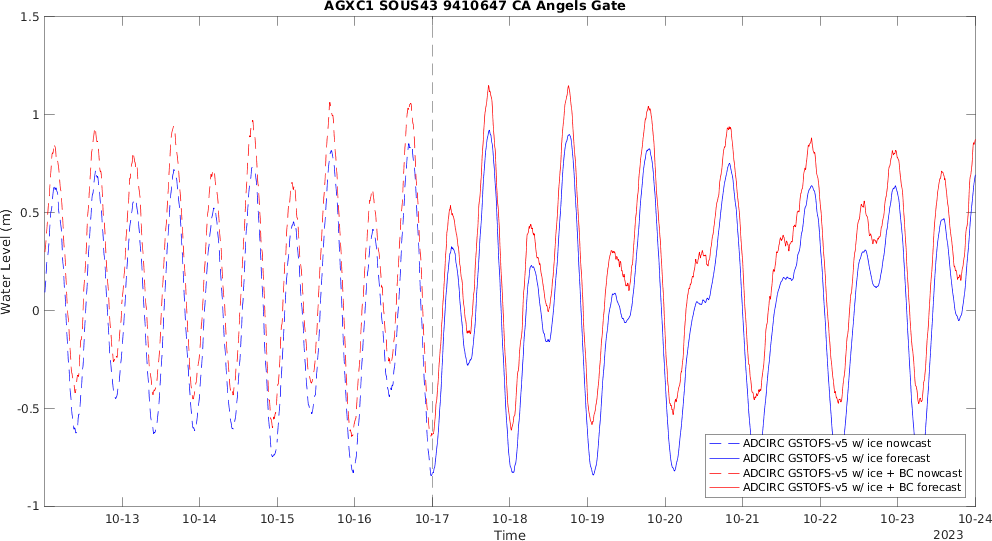 AGXC1 SOUS43 9410647 CA Angels Gate
1.5
1
0.5
0
-0.5
-1
Water Level (m)
10-13 10-14 10-15 10-16 10-17 10-18 10-19 10-20 10-21 10-22 10-23 10-24
Time
2023
ADCIRC GSTOFS-v5 w/ ice nowcast
ADCIRC GSTOFS-v5 w/ ice forecast
ADCIRC GSTOFS-v5 w/ ice + BC nowcast
ADCIRC GSTOFS-v5 w/ ice + BC forecast